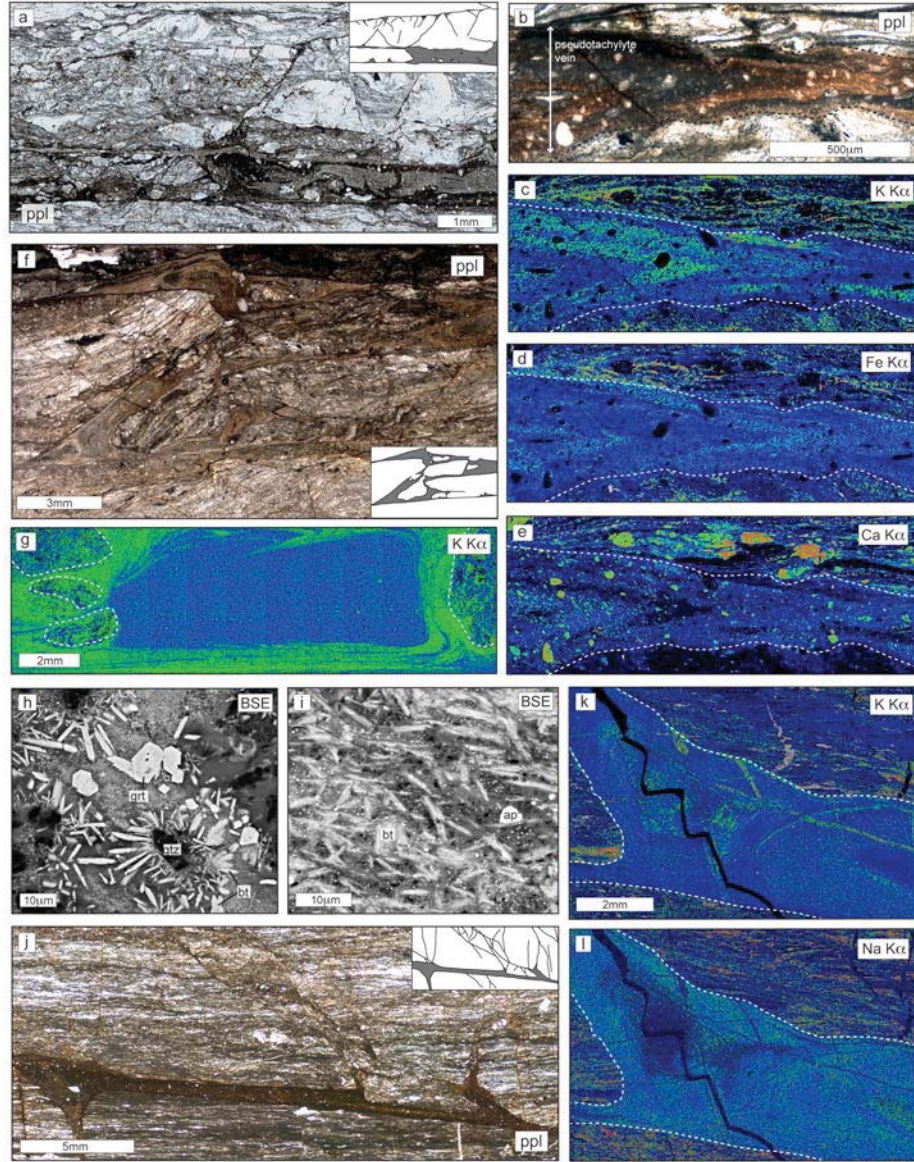 a
ppl
1mm
b
ppl
pseudotachylyte
vein
500μm
c
K Kα
d
Fe Kα
e
Ca Kα
f
ppl
3mm
g
K Kα
2mm
h
BSE
grt
qtz
bt
10μm
i
BSE
ap
bt
10μm
j
ppl
5mm
k
K Kα
2mm
l
Na Kα